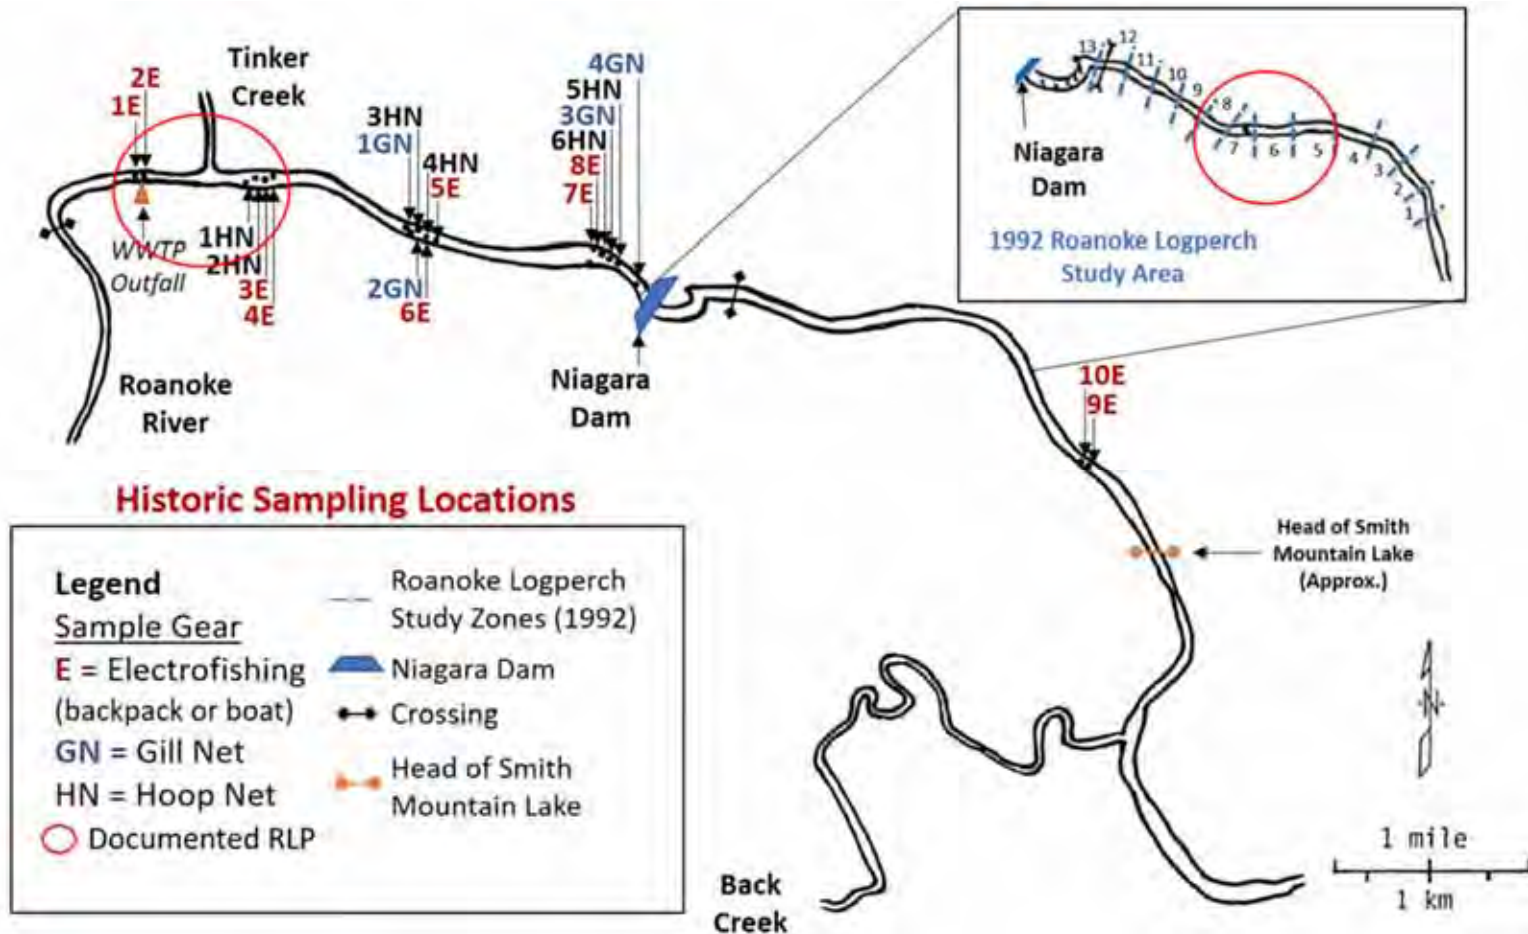 2E
1E
Tinker
Creek
3HN
1GN
4HN
5E
4GN
5HN
3GN
6HN
8E
7E
WWTP
Outfall
1HN
2HN
3E
4E
2GN
6E
Roanoke
River
Niagara
Dam
13
12
11
10
9
8
7
6
5
4
3
2
1
Niagara
Dam
1992 Roanoke Logperch
Study Area
10E
9E
Head of Smith
Mountain Lake
(Approx.)
Historic Sampling Locations
Legend
Sample Gear
E = Electrofishing
(backpack or boat)
GN = Gill Net
HN = Hoop Net
Documented RLP
Roanoke Logperch
Study Zones (1992)
Niagara Dam
Crossing
Head of Smith
Mountain Lake
Back
Creek
N
1 mile
1 km